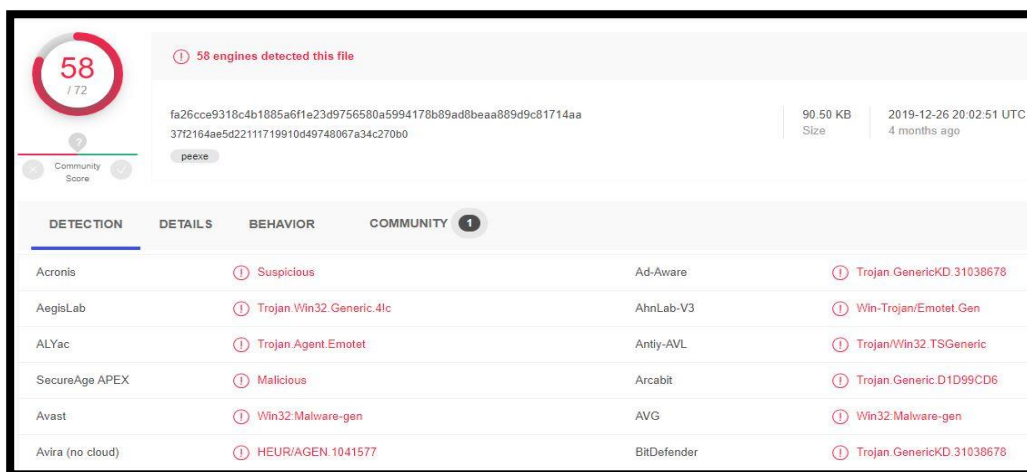 58
/ 72
?
Community
Score
58 engines detected this file
fa26cce9318c4b1885a6f1e23d9756580a5994178b89ad8beaa889d9c81714aa
37f2164ae5d22111719910d49748067a34c270b0
peexe
90.50 KB
Size
2019-12-26 20:02:51 UTC
4 months ago
DETECTION DETAILS BEHAVIOR COMMUNITY 1
Acronis Suspicious Ad-Aware Trojan.GenericKD.31038678
AegisLab Trojan.Win32.Generic.4!c AhnLab-V3 Win-Trojan/Emotet.Gen
ALYac Trojan.Agent.Emotet Antiy-AVL Trojan/Win32.TSGeneric
SecureAge APEX Malicious Arcabit Trojan.Generic.D1D99CD6
Avast Win32:Malware-gen AVG Win32:Malware-gen
Avira (no cloud) HEUR/AGEN.1041577 BitDefender Trojan.GenericKD.31038678